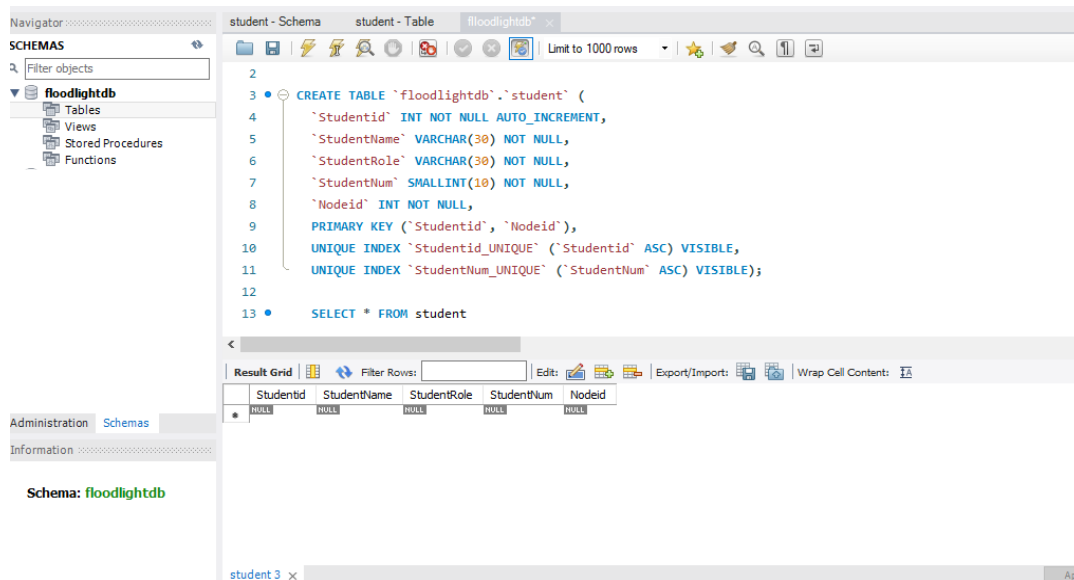 Navigator
SCHEMAS
Filter objects
floodlightdb
Tables
Views
Stored Procedures
Functions
Administration Schemas
Information
Schema: floodlightdb
student - Schema student - Table flloodlightdb* ×
Limit to 1000 rows
2
3 CREATE TABLE `floodlightdb`.`student` (
4 `Studentid` INT NOT NULL AUTO_INCREMENT,
5 `StudentName` VARCHAR(30) NOT NULL,
6 `StudentRole` VARCHAR(30) NOT NULL,
7 `StudentNum` SMALLINT(10) NOT NULL,
8 `Nodeid` INT NOT NULL,
9 PRIMARY KEY (`Studentid`, `Nodeid`),
10 UNIQUE INDEX `Studentid_UNIQUE` (`Studentid` ASC) VISIBLE,
11 UNIQUE INDEX `StudentNum_UNIQUE` (`StudentNum` ASC) VISIBLE);
12
13 SELECT * FROM student
Result Grid Filter Rows: Edit: Export/Import: Wrap Cell Content:
Studentid StudentName StudentRole StudentNum Nodeid
NULL NULL NULL NULL NULL
student 3 ×